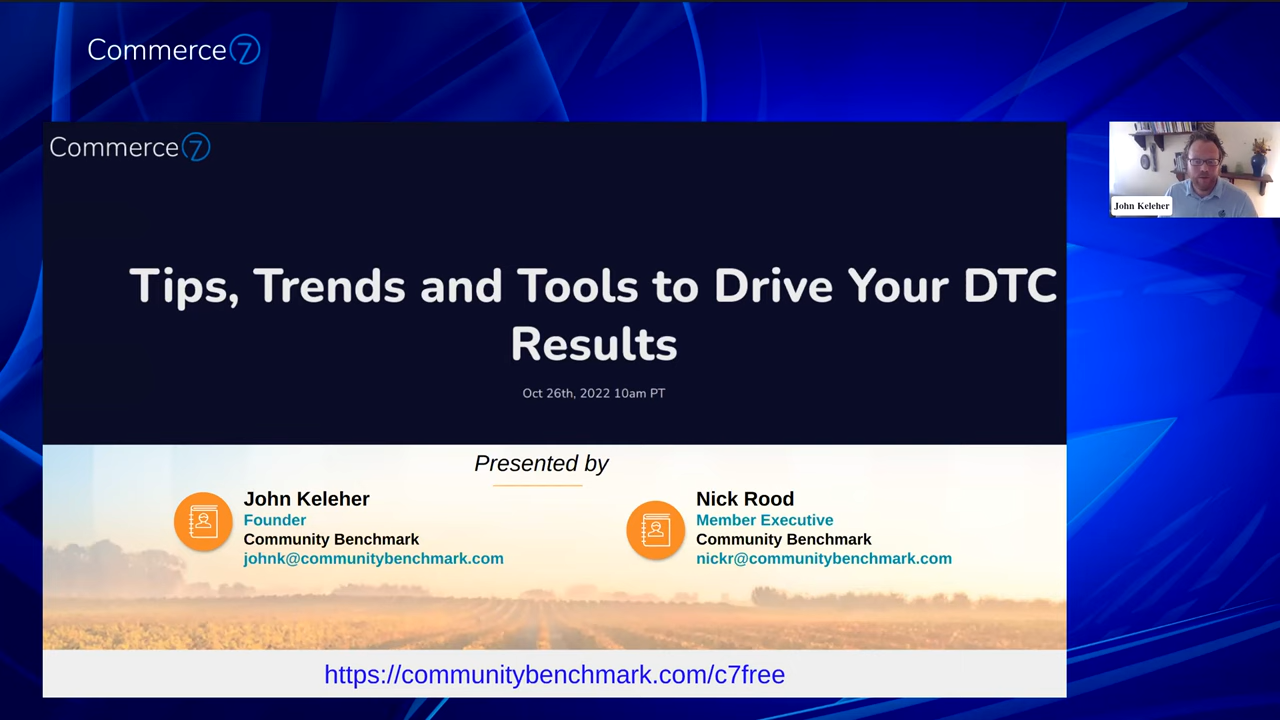 Commerce7
Commerce7
Tips, Trends and Tools to Drive Your DTC
Results
Oct 26th, 2022 10am PT
Presented by
John Keleher
Founder
Community Benchmark
johnk@communitybenchmark.com
Nick Rood
Member Executive
Community Benchmark
nickr@communitybenchmark.com
https://communitybenchmark.com/c7free
John Keleher